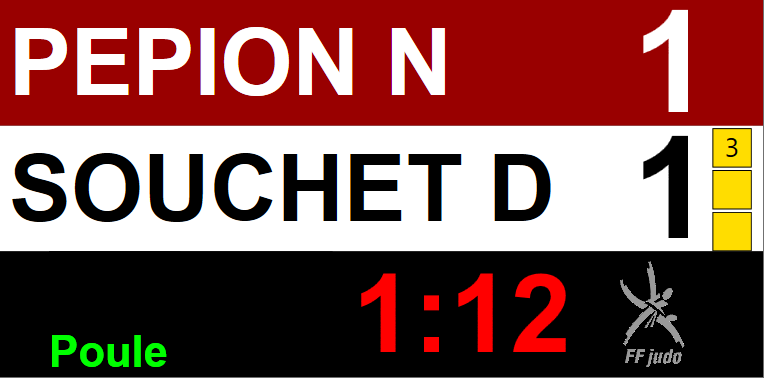 PEPION N 1
SOUCHET D 1 3
1:12
Poule
FF judo